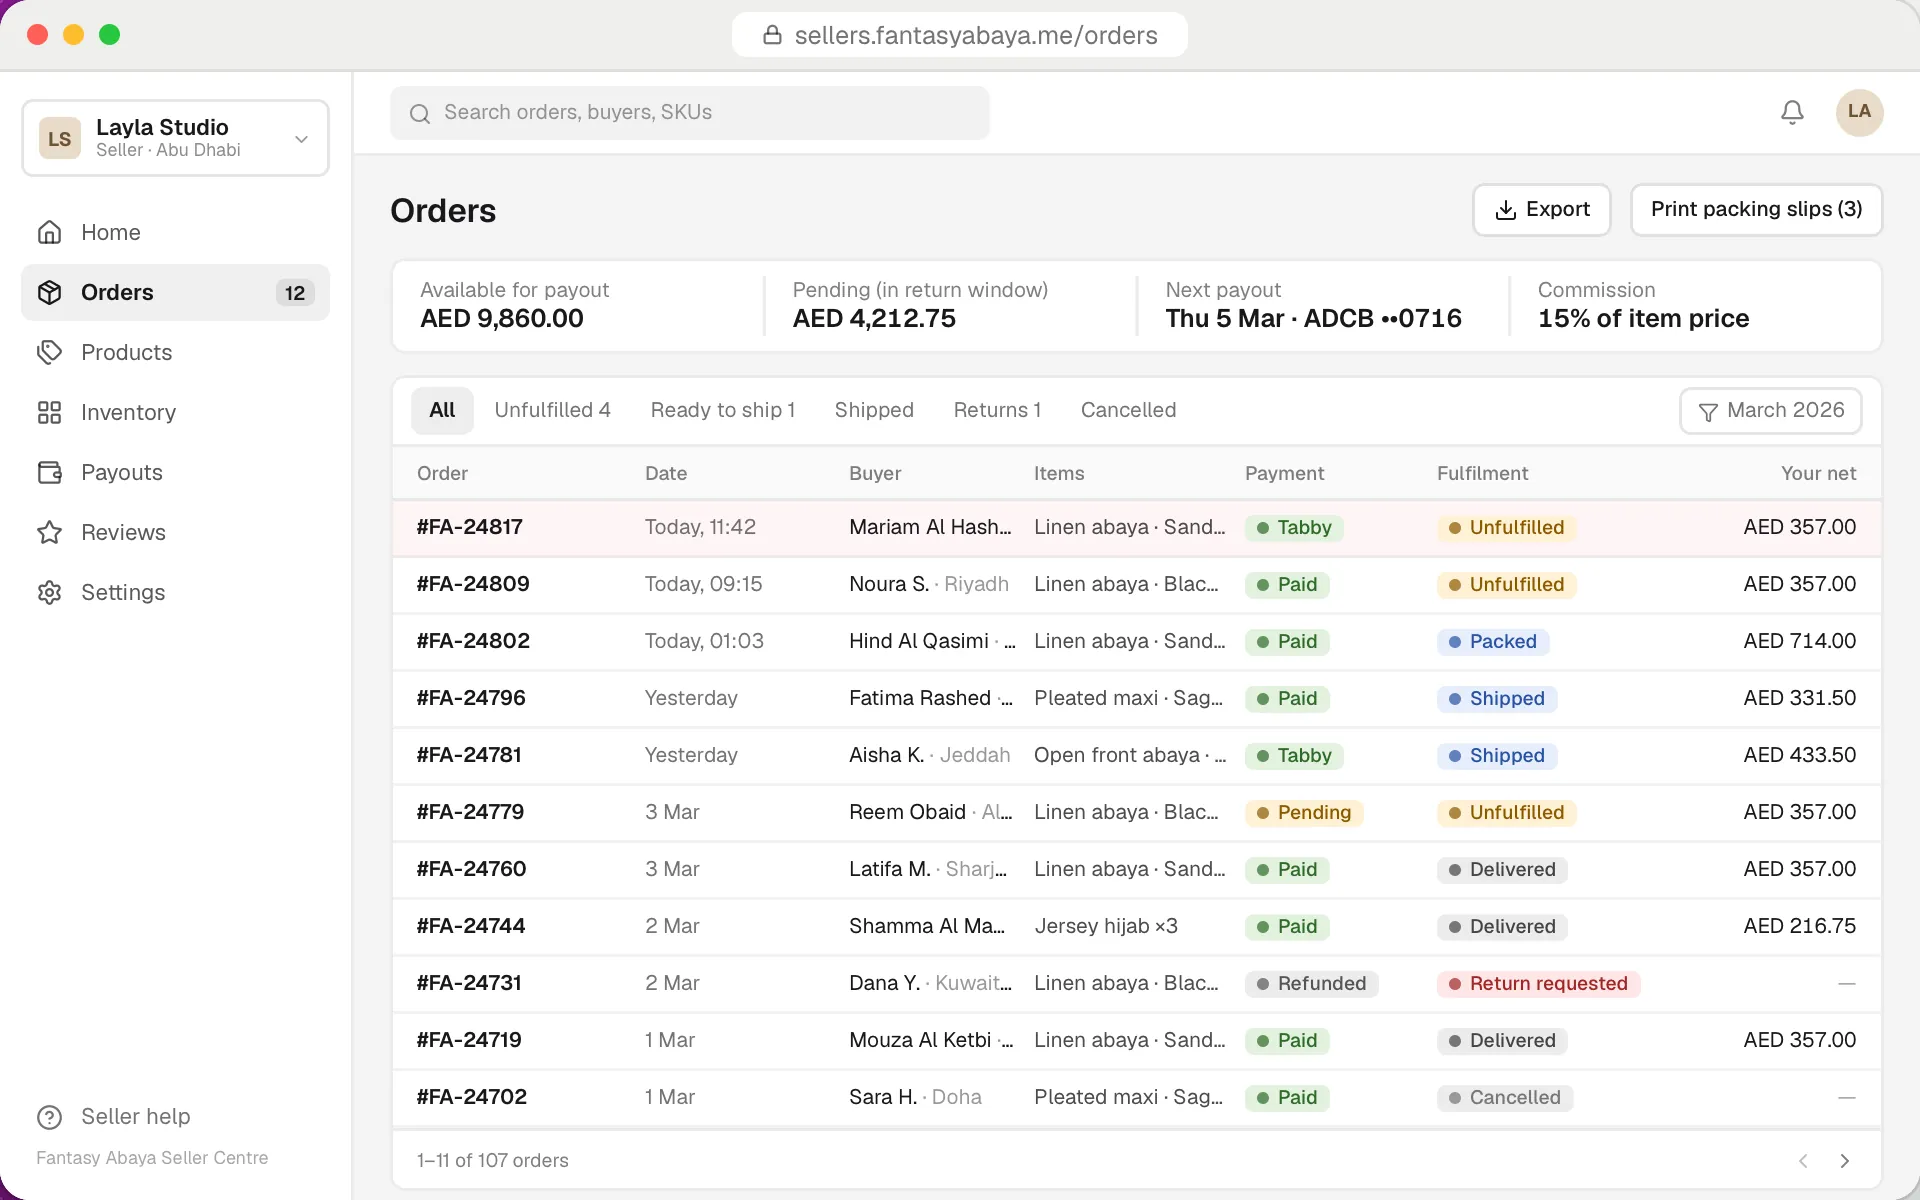 sellers.fantasyabaya.me/orders
LS
Layla Studio
Seller · Abu Dhabi
Search orders, buyers, SKUs
LA
Home
Orders 12
Products
Inventory
Payouts
Reviews
Settings
Seller help
Fantasy Abaya Seller Centre
Orders
Export
Print packing slips (3)
Available for payout
AED 9,860.00
Pending (in return window)
AED 4,212.75
Next payout
Thu 5 Mar · ADCB ••0716
Commission
15% of item price
All Unfulfilled 4 Ready to ship 1 Shipped Returns 1 Cancelled March 2026
Order Date Buyer Items Payment Fulfilment Your net
#FA-24817 Today, 11:42 Mariam Al Hash… Linen abaya · Sand… Tabby Unfulfilled AED 357.00
#FA-24809 Today, 09:15 Noura S. · Riyadh Linen abaya · Blac… Paid Unfulfilled AED 357.00
#FA-24802 Today, 01:03 Hind Al Qasimi · … Linen abaya · Sand… Paid Packed AED 714.00
#FA-24796 Yesterday Fatima Rashed ·… Pleated maxi · Sag… Paid Shipped AED 331.50
#FA-24781 Yesterday Aisha K. · Jeddah Open front abaya · … Tabby Shipped AED 433.50
#FA-24779 3 Mar Reem Obaid · Al… Linen abaya · Blac… Pending Unfulfilled AED 357.00
#FA-24760 3 Mar Latifa M. · Sharj… Linen abaya · Sand… Paid Delivered AED 357.00
#FA-24744 2 Mar Shamma Al Ma… Jersey hijab ×3 Paid Delivered AED 216.75
#FA-24731 2 Mar Dana Y. · Kuwait… Linen abaya · Blac… Refunded Return requested —
#FA-24719 1 Mar Mouza Al Ketbi ·… Linen abaya · Sand… Paid Delivered AED 357.00
#FA-24702 1 Mar Sara H. · Doha Pleated maxi · Sag… Paid Cancelled —
1–11 of 107 orders